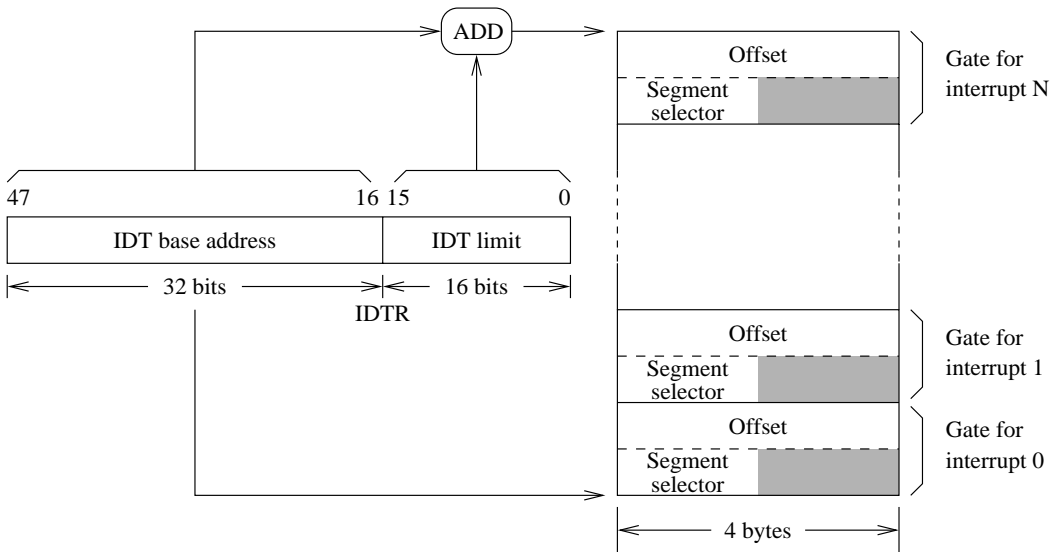 ADD
Offset
Segment
selector
Gate for
interrupt N
47
16
15
0
IDT base address
IDT limit
32 bits
16 bits
IDTR
Offset
Segment
selector
Gate for
interrupt 1
Offset
Segment
selector
Gate for
interrupt 0
4 bytes